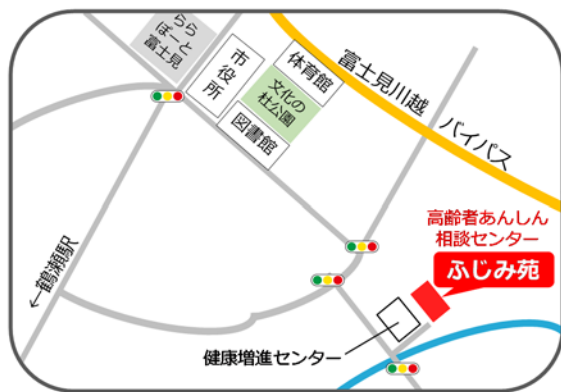 らら
ぽーと
富士見
市役所
体育館
文化の
杜公園
図書館
富士見川越
バイパス
高齢者あんしん
相談センター
ふじみ苑
←鶴瀬駅
健康増進センター